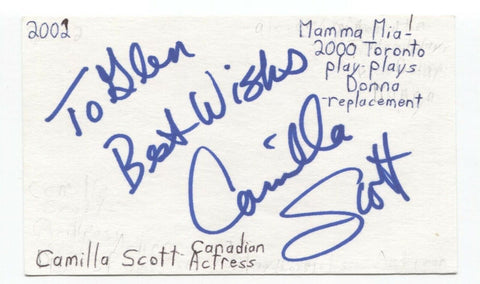 2002
Mamma Mia!
2000 Toronto
play-plays
Donna
-replacement
To Glen
Best Wishes
Camilla
Scott
Camilla Scott Canadian
Actress